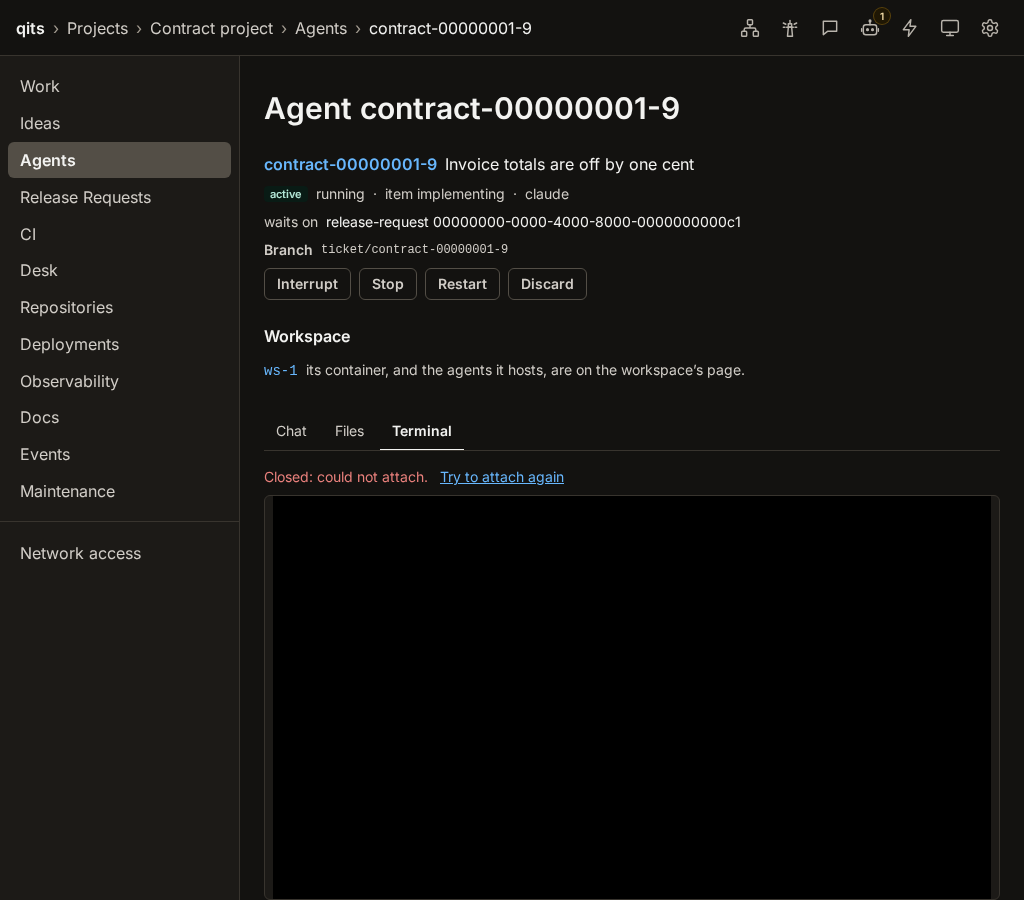 qits › Projects › Contract project › Agents › contract-00000001-9
1
Work
Ideas
Agents
Release Requests
CI
Desk
Repositories
Deployments
Observability
Docs
Events
Maintenance
Network access
Agent contract-00000001-9
contract-00000001-9 Invoice totals are off by one cent
active running · item implementing · claude
waits on release-request 00000000-0000-4000-8000-0000000000c1
Branch ticket/contract-00000001-9
Interrupt Stop Restart Discard
Workspace
ws-1 its container, and the agents it hosts, are on the workspace’s page.
Chat Files Terminal
Closed: could not attach. Try to attach again